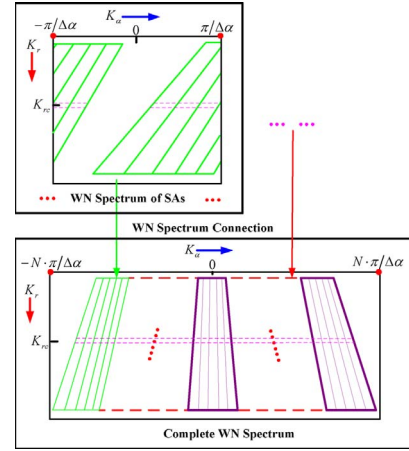 K_α
−π/Δα 0 π/Δα
K_r
K_rc
WN Spectrum of SAs
WN Spectrum Connection
K_α
−N·π/Δα 0 N·π/Δα
K_r
K_rc
Complete WN Spectrum